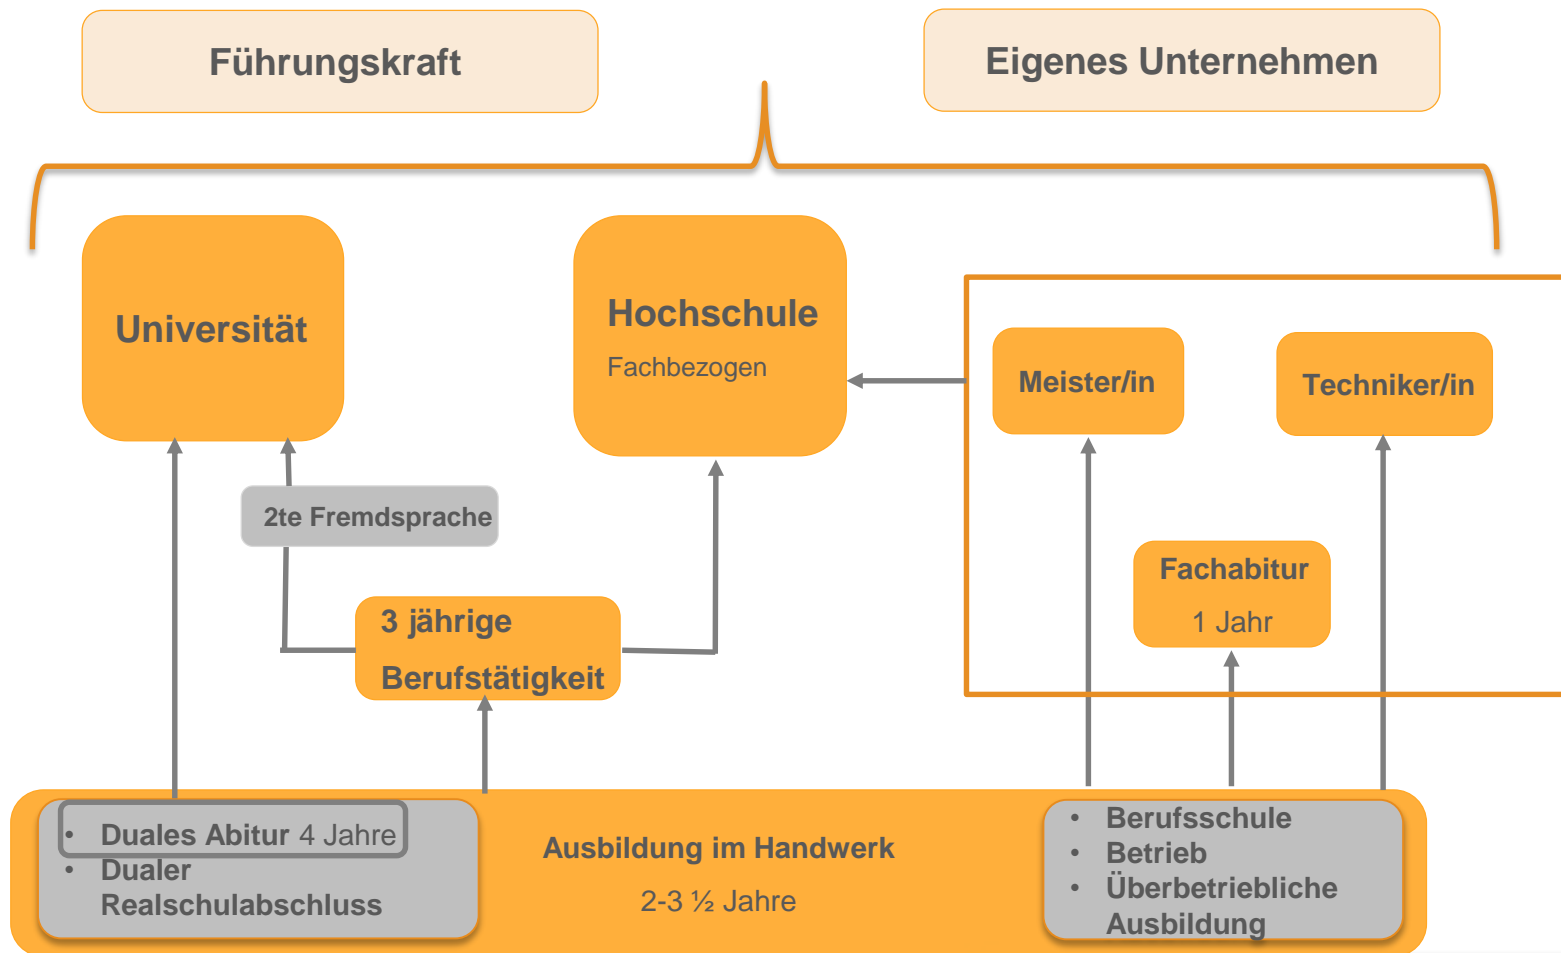 Führungskraft
Eigenes Unternehmen
Universität
Hochschule
Fachbezogen
Meister/in
Techniker/in
2te Fremdsprache
Fachabitur
1 Jahr
3 jährige
Berufstätigkeit
• Duales Abitur 4 Jahre
• Dualer
Realschulabschluss
Ausbildung im Handwerk
2-3 ½ Jahre
• Berufsschule
• Betrieb
• Überbetriebliche
Ausbildung